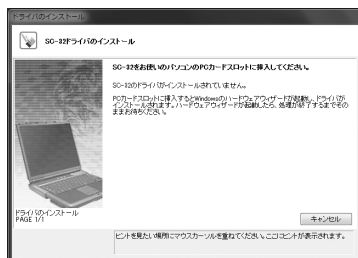 ドライバのインストール
SC-32ドライバのインストール
SC-32をお使いのパソコンのPCカードスロットに挿入してください。
SC-32のドライバがインストールされていません。
PCカードスロットに挿入するとWindowsのハードウェアウィザードが起動し、ドライバが
インストールされます。ハードウェアウィザードが起動したら、処理が終了するまでその
ままお待ちください。
ドライバのインストール
PAGE 1/1
キャンセル
ヒントを見たい場所にマウスカーソルを重ねてください。ここにヒントが表示されます。